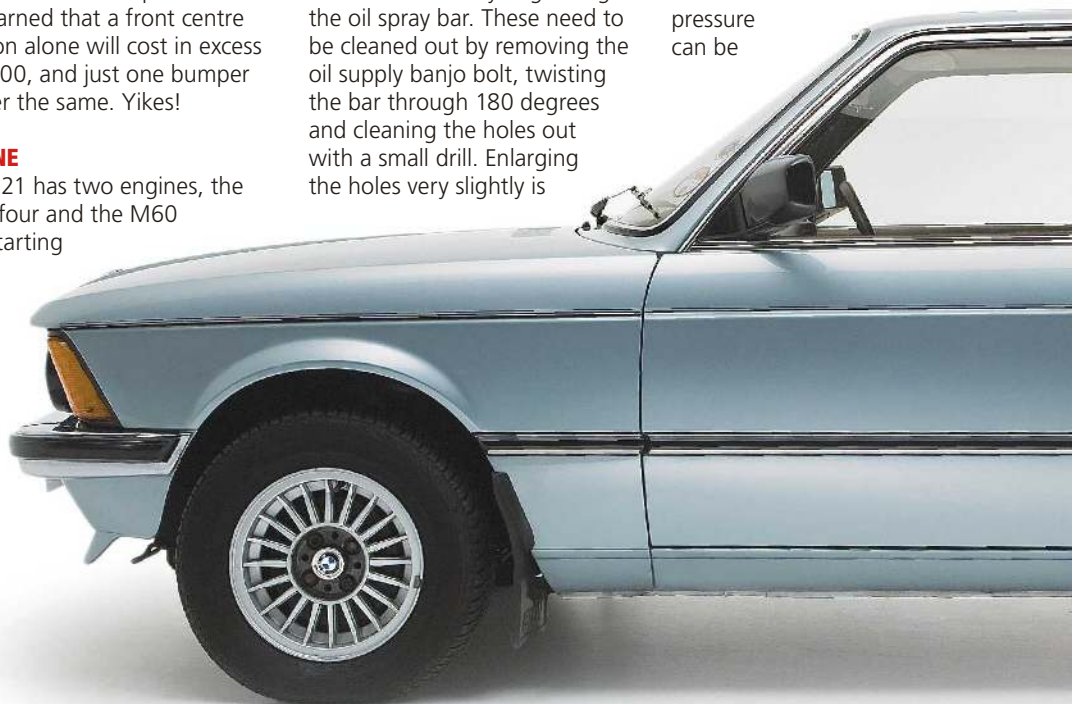 arned that a front centre
on alone will cost in excess
00, and just one bumper
er the same. Yikes!
NE
21 has two engines, the
four and the M60
tarting
the oil spray bar. These need to
be cleaned out by removing the
oil supply banjo bolt, twisting
the bar through 180 degrees
and cleaning the holes out
with a small drill. Enlarging
the holes very slightly is
pressure
can be